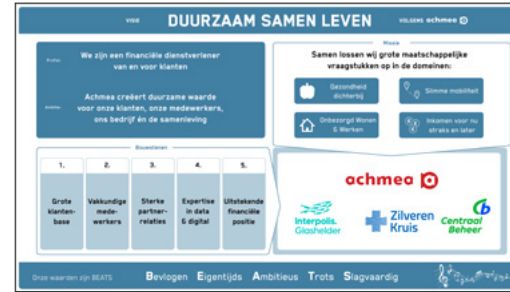 VISIE
DUURZAAM SAMEN LEVEN
VOLGENS achmea
Profiel
We zijn een financiële dienstverlener
van en voor klanten
Ambitie
Achmea creëert duurzame waarde
voor onze klanten, onze medewerkers,
ons bedrijf én de samenleving
Missie
Samen lossen wij grote maatschappelijke
vraagstukken op in de domeinen:
Gezondheid
dichterbij
Slimme mobiliteit
Onbezorgd Wonen
& Werken
Inkomen voor nu
straks en later
Bouwstenen
1.
Grote
klanten-
base
2.
Vakkundige
mede-
werkers
3.
Sterke
partner-
relaties
4.
Expertise
in data
& digital
5.
Uitstekende
financiële
positie
achmea
Interpolis.
Glashelder
Zilveren
Kruis
Centraal
Beheer
Onze waarden zijn BEATS
Bevlogen Eigentijds Ambitieus Trots Slagvaardig